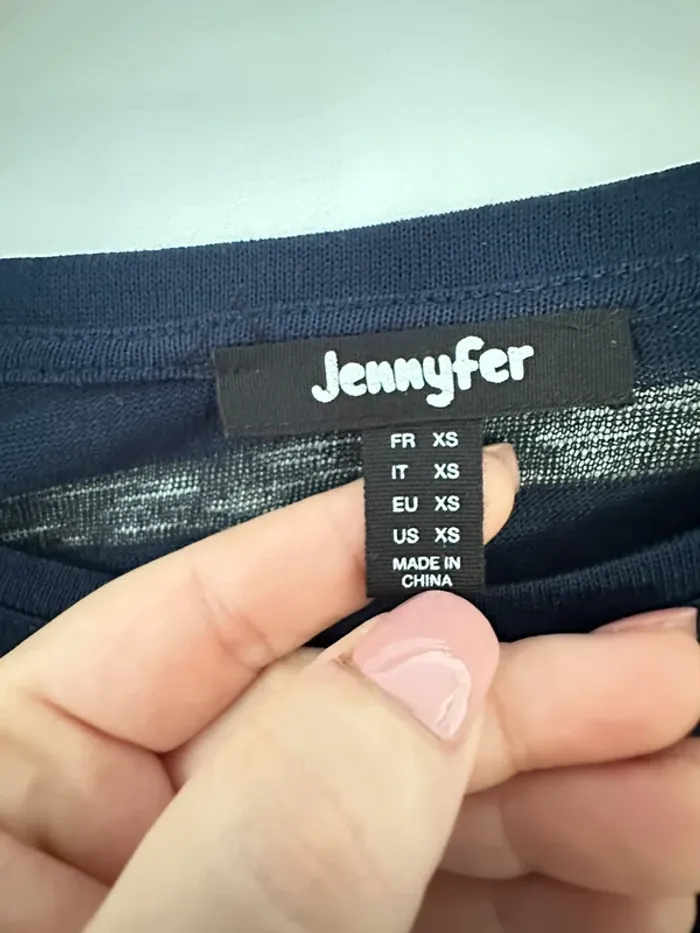 Jennyfer
FR XS
IT XS
EU XS
US XS
MADE IN
CHINA